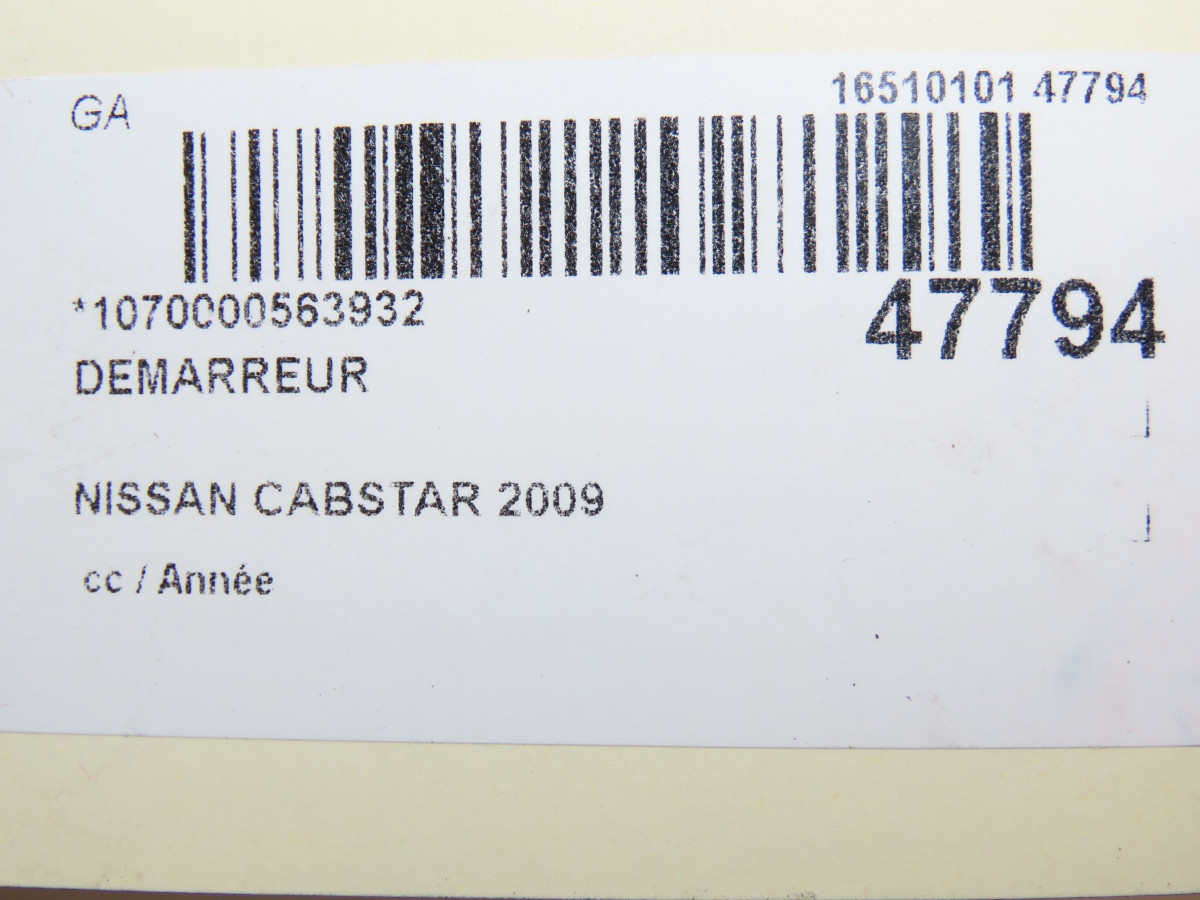 GA
16510101 47794
*1070000563932
47794
DEMARREUR
NISSAN CABSTAR 2009
cc / Année